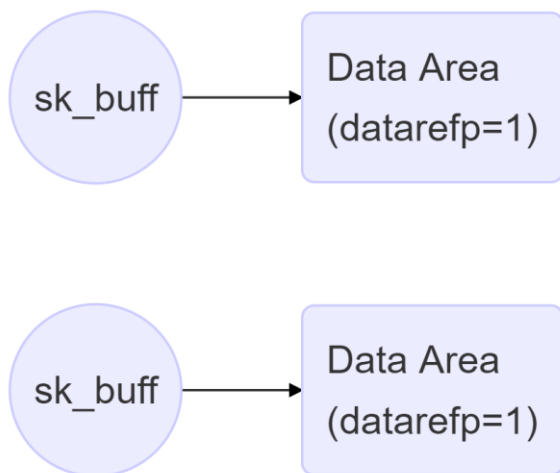 sk_buff
Data Area
(datarefp=1)
sk_buff
Data Area
(datarefp=1)